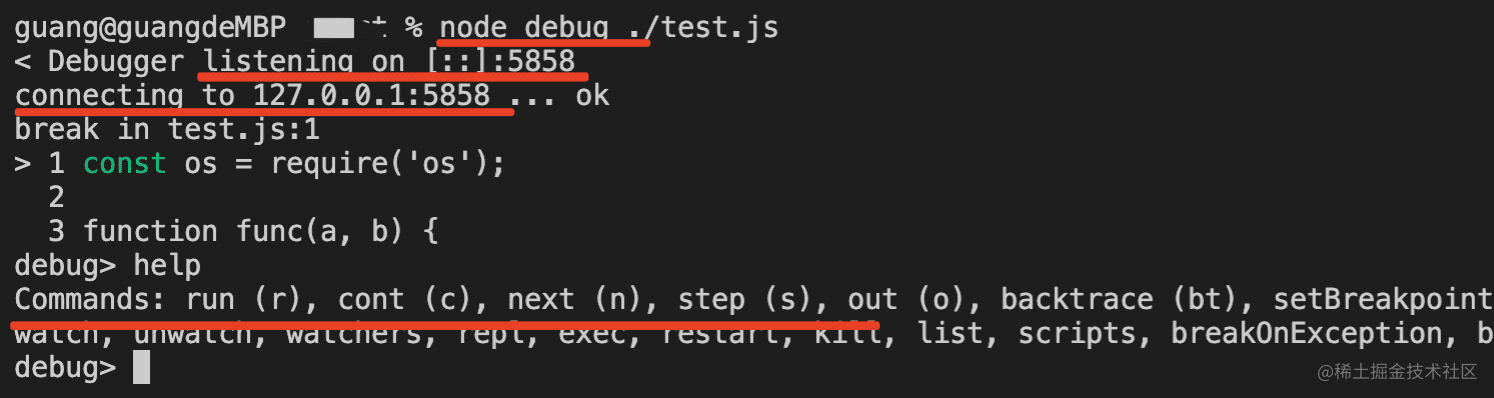 guang@guangdeMBP t % node debug ./test.js
< Debugger listening on [::]:5858
connecting to 127.0.0.1:5858 ... ok
break in test.js:1
> 1 const os = require('os');
2
3 function func(a, b) {
debug> help
Commands: run (r), cont (c), next (n), step (s), out (o), backtrace (bt), setBreakpoint
watch, unwatch, watchers, repl, exec, restart, kill, list, scripts, breakOnException, b
debug>
@稀土掘金技术社区